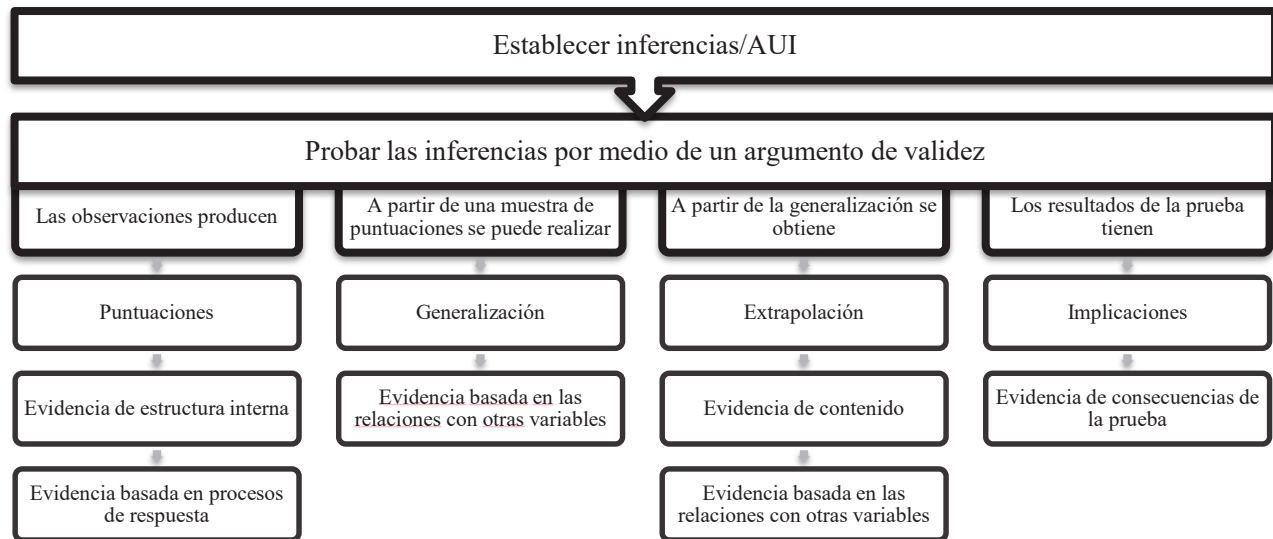 Establecer inferencias/AUI
Probar las inferencias por medio de un argumento de validez
Las observaciones producen
A partir de una muestra de
puntuaciones se puede realizar
A partir de la generalización se
obtiene
Los resultados de la prueba
tienen
Puntuaciones
Generalización
Extrapolación
Implicaciones
Evidencia de estructura interna
Evidencia basada en las
relaciones con otras variables
Evidencia de contenido
Evidencia de consecuencias de
la prueba
Evidencia basada en procesos
de respuesta
Evidencia basada en las
relaciones con otras variables